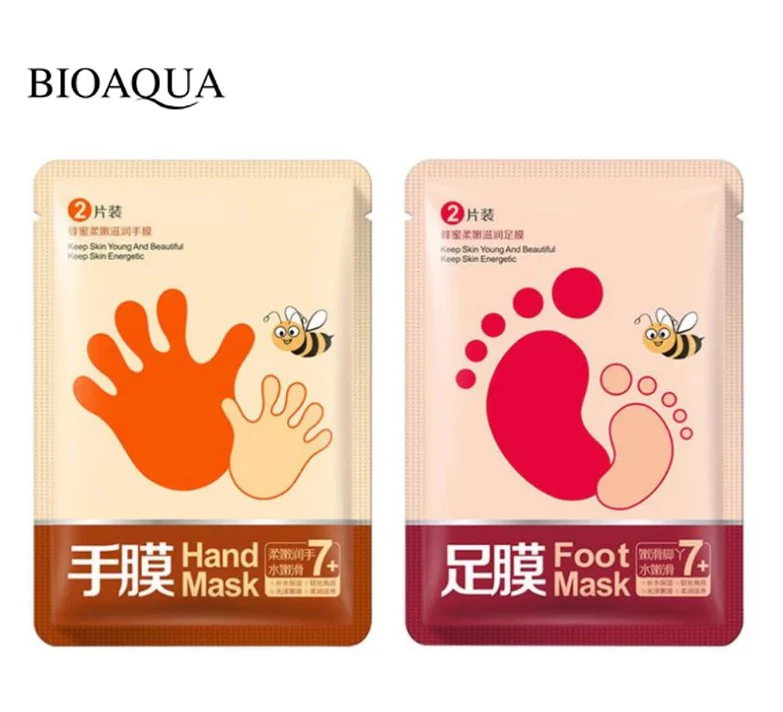 BIOAQUA
2片装
蜂蜜柔嫩滋润手膜
Keep Skin Young And Beautiful
Keep Skin Energetic
手膜
Hand
Mask
柔嫩润手
水嫩滑
7+
2片装
蜂蜜柔嫩滋润足膜
Keep Skin Young And Beautiful
Keep Skin Energetic
足膜
Foot
Mask
嫩滑脚丫
水嫩滑
7+